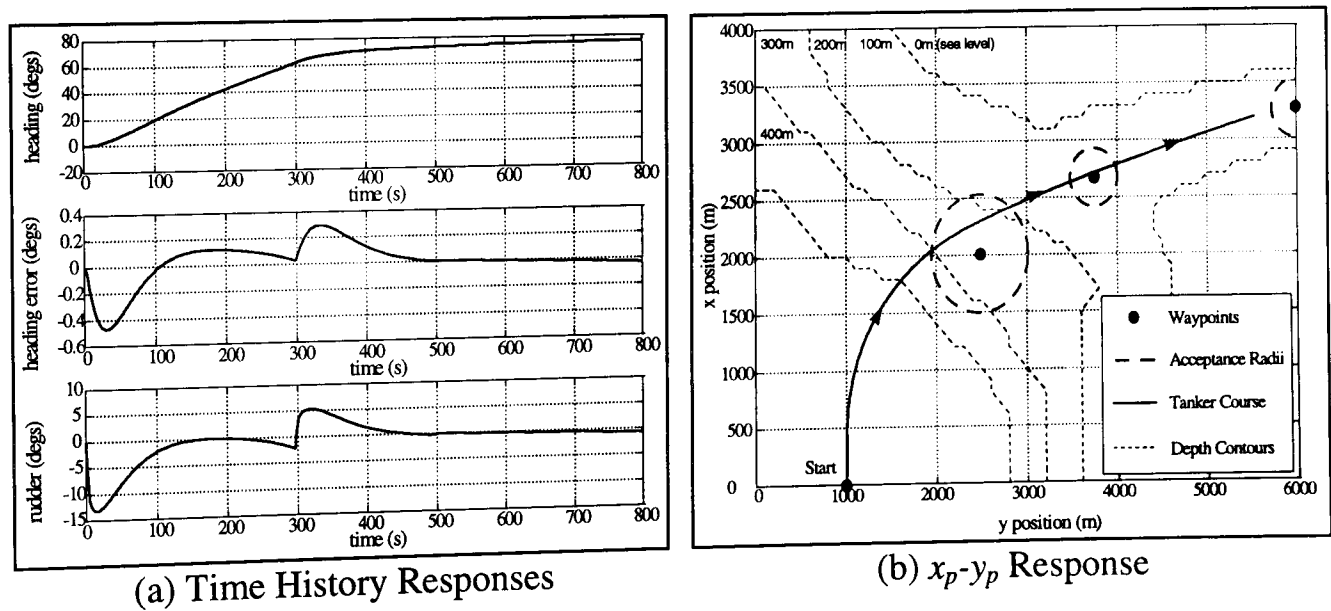 80
60
40
20
0
-20
heading (degs)
0 100 200 300 400 500 600 700 800
time (s)
0.4
0.2
0
-0.2
-0.4
-0.6
heading error (degs)
0 100 200 300 400 500 600 700 800
time (s)
10
5
0
-5
-10
-15
rudder (degs)
0 100 200 300 400 500 600 700 800
time (s)
(a) Time History Responses
4000
3500
3000
2500
2000
1500
1000
500
0
x position (m)
300m 200m 100m 0m (sea level)
400m
Start
Waypoints
Acceptance Radii
Tanker Course
Depth Contours
0 1000 2000 3000 4000 5000 6000
y position (m)
(b) xp-yp Response